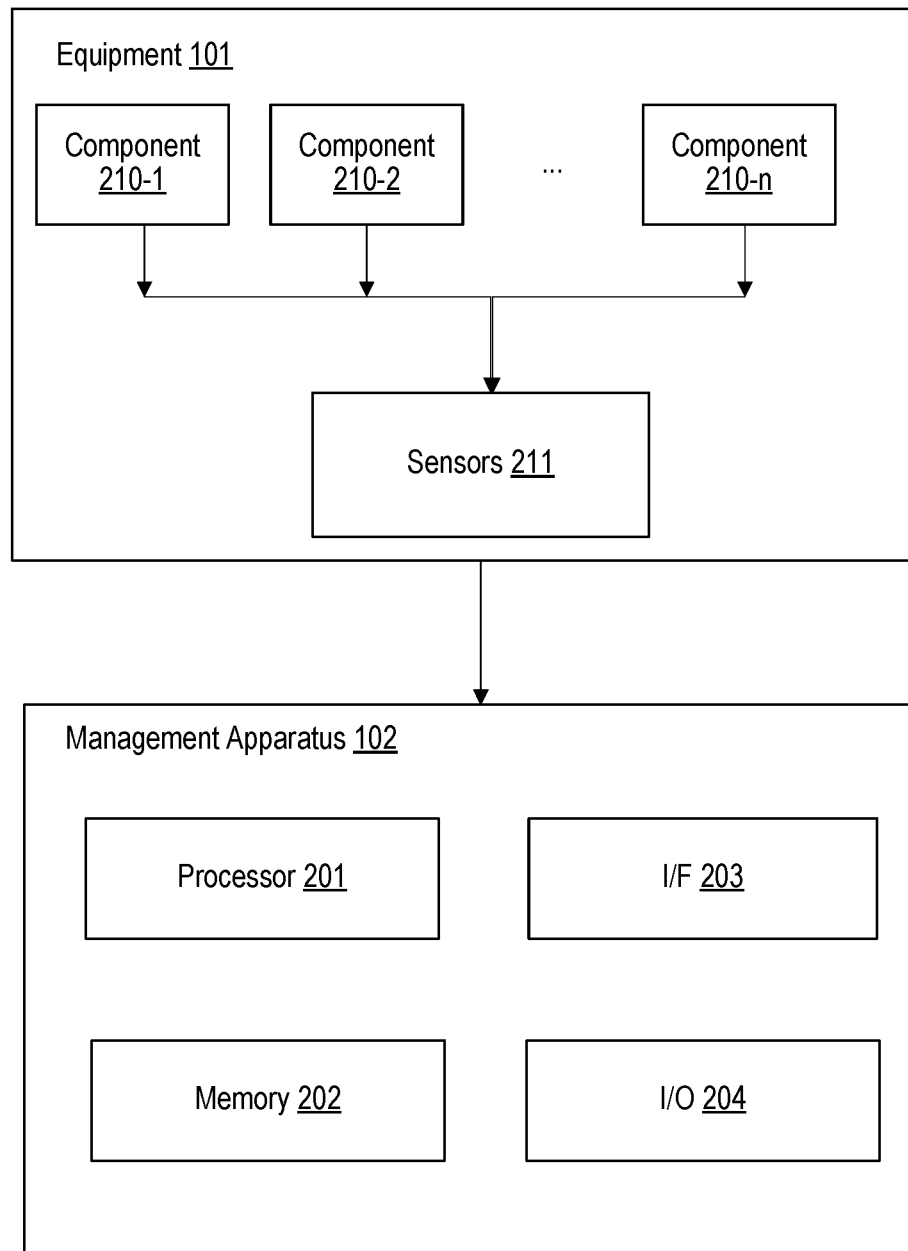 Equipment 101
Component
210-1
Component
210-2
...
Component
210-n
Sensors 211
Management Apparatus 102
Processor 201
I/F 203
Memory 202
I/O 204